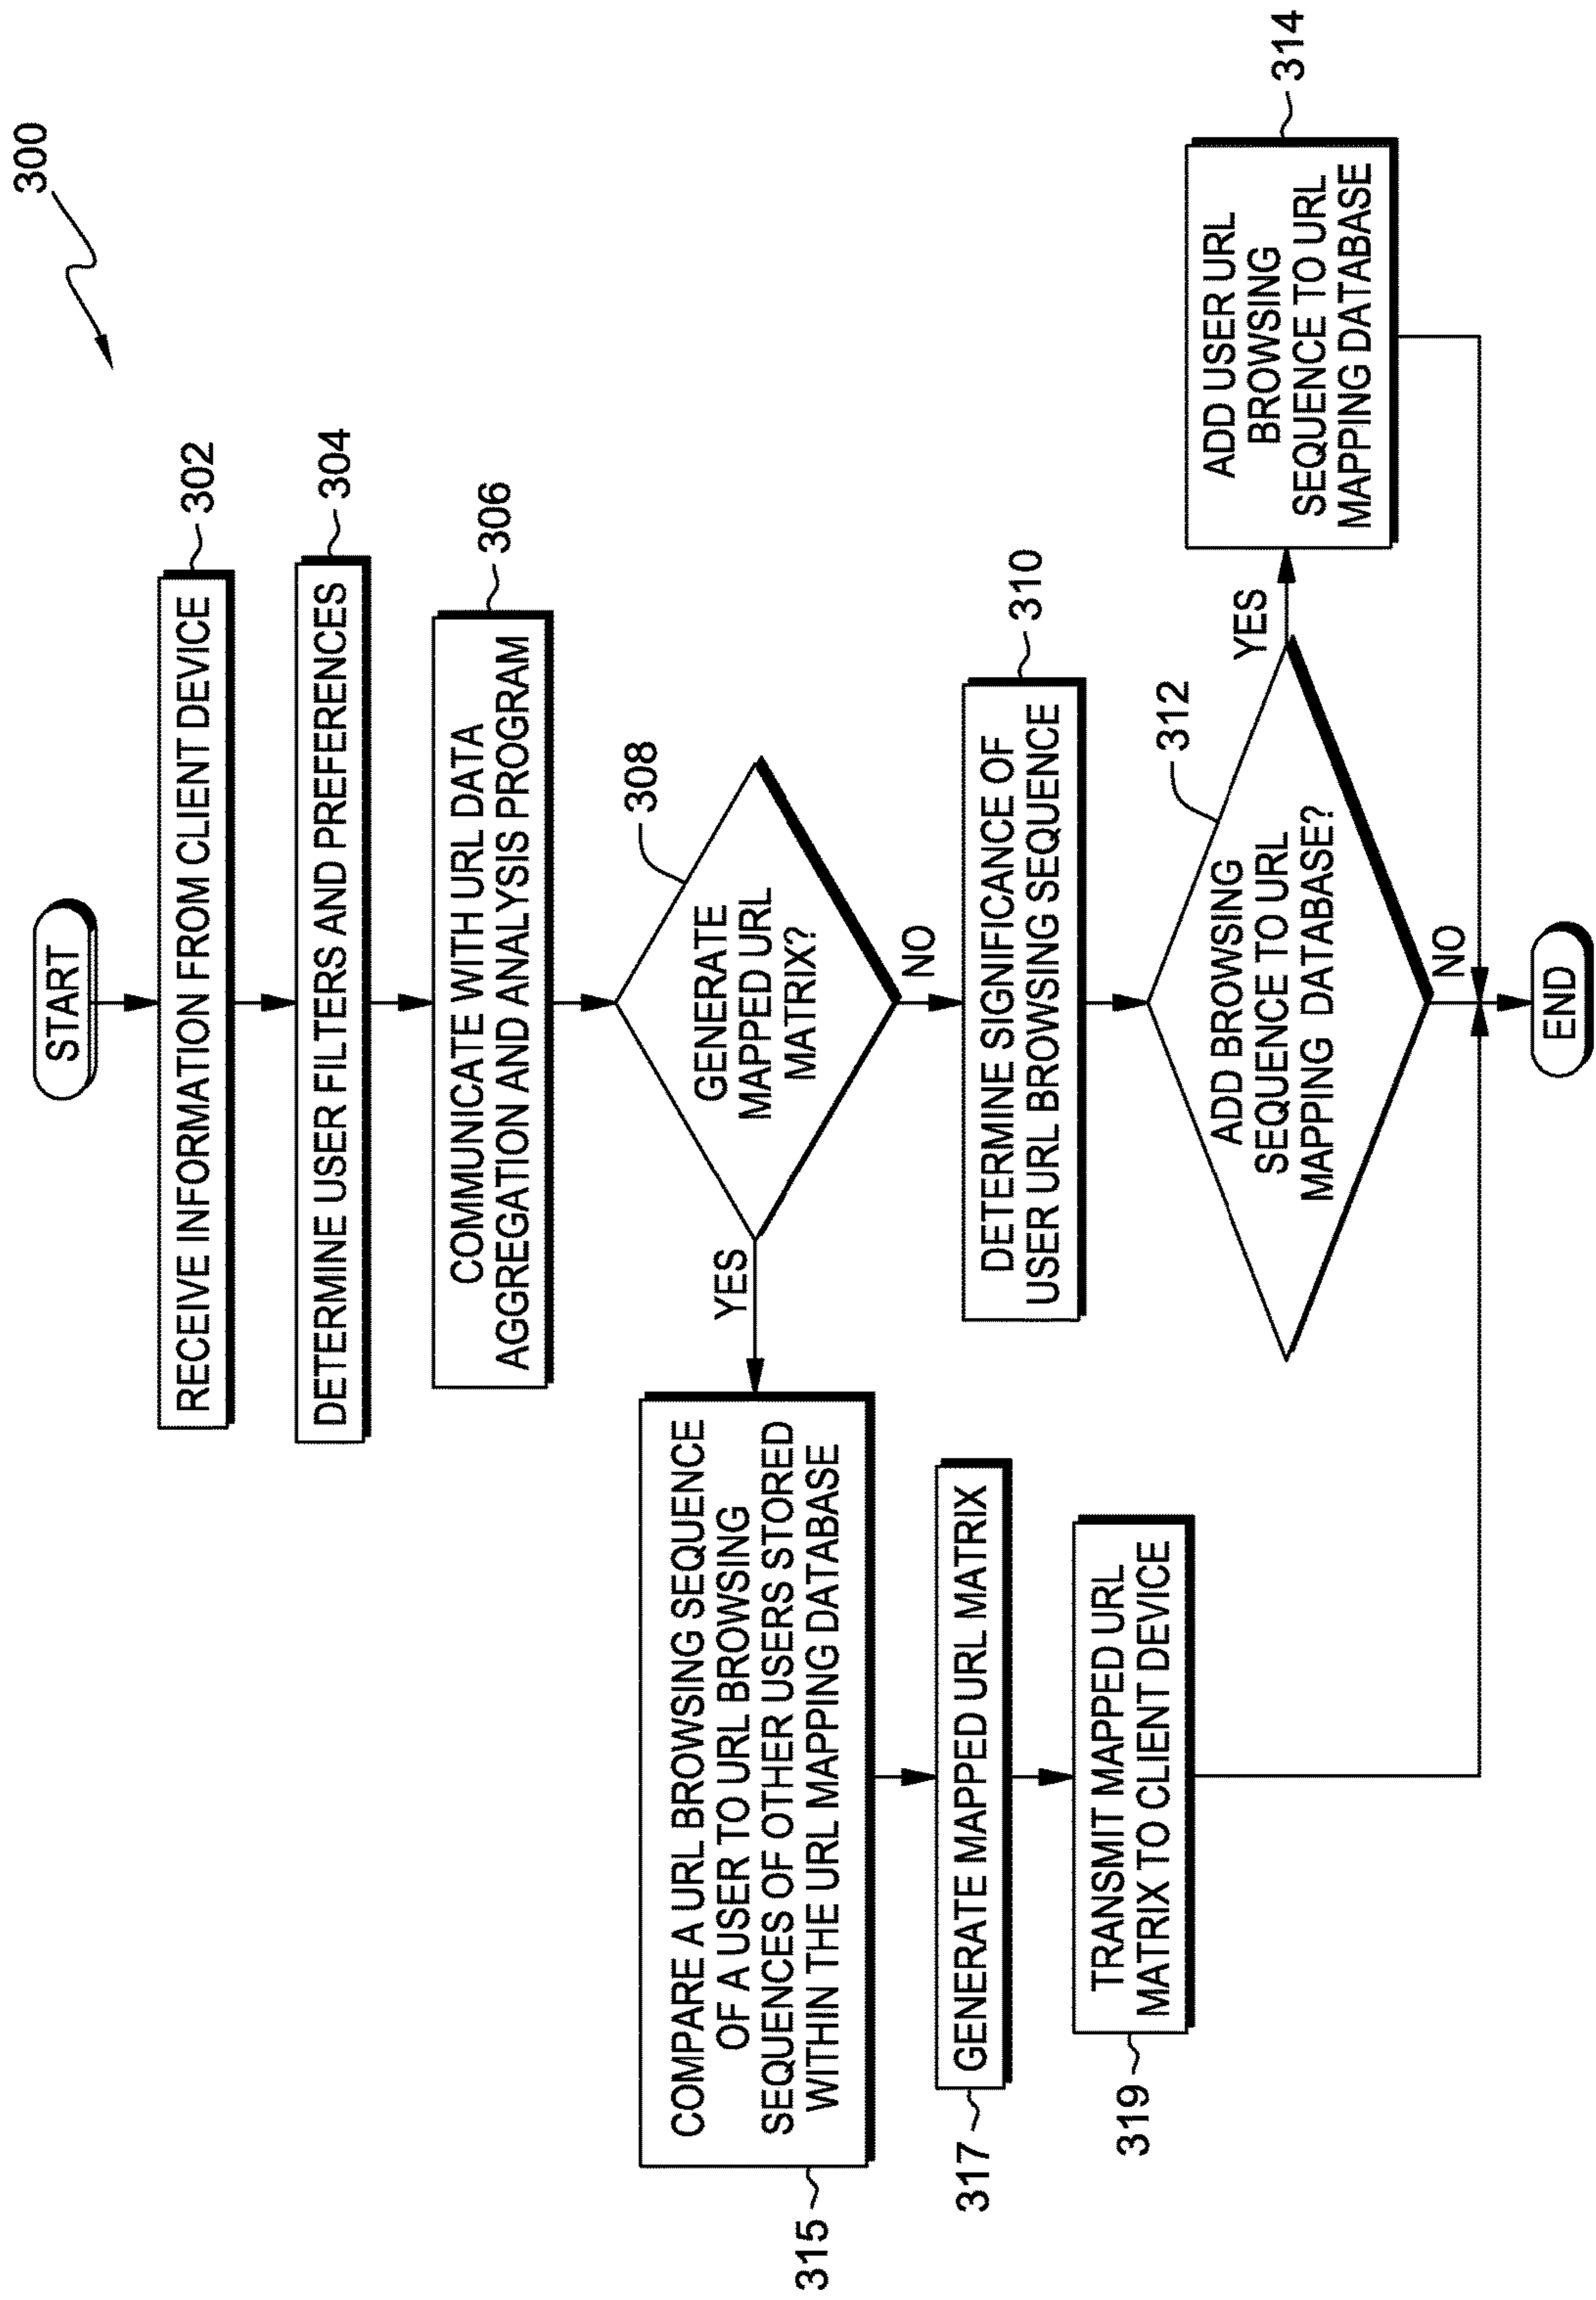 300
START
RECEIVE INFORMATION FROM CLIENT DEVICE
302
DETERMINE USER FILTERS AND PREFERENCES
304
COMMUNICATE WITH URL DATA
AGGREGATION AND ANALYSIS PROGRAM
306
GENERATE
MAPPED URL
MATRIX?
308
YES
NO
COMPARE A URL BROWSING SEQUENCE
OF A USER TO URL BROWSING
SEQUENCES OF OTHER USERS STORED
WITHIN THE URL MAPPING DATABASE
315
GENERATE MAPPED URL MATRIX
317
TRANSMIT MAPPED URL
MATRIX TO CLIENT DEVICE
319
DETERMINE SIGNIFICANCE OF
USER URL BROWSING SEQUENCE
310
ADD BROWSING
SEQUENCE TO URL
MAPPING DATABASE?
312
YES
NO
ADD USER URL
BROWSING
SEQUENCE TO URL
MAPPING DATABASE
314
END